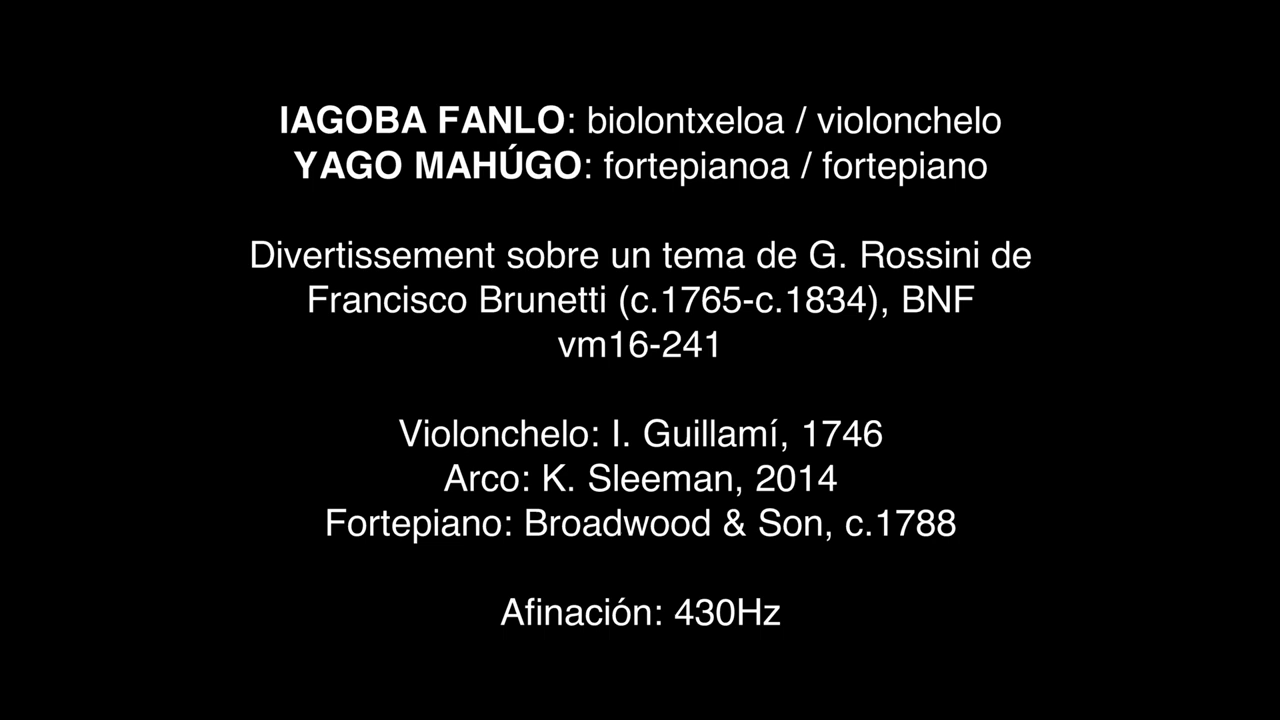 IAGOBA FANLO: biolontxeloa / violonchelo
YAGO MAHÚGO: fortepianoa / fortepiano
Divertissement sobre un tema de G. Rossini de
Francisco Brunetti (c.1765-c.1834), BNF
vm16-241
Violonchelo: I. Guillamí, 1746
Arco: K. Sleeman, 2014
Fortepiano: Broadwood & Son, c.1788
Afinación: 430Hz